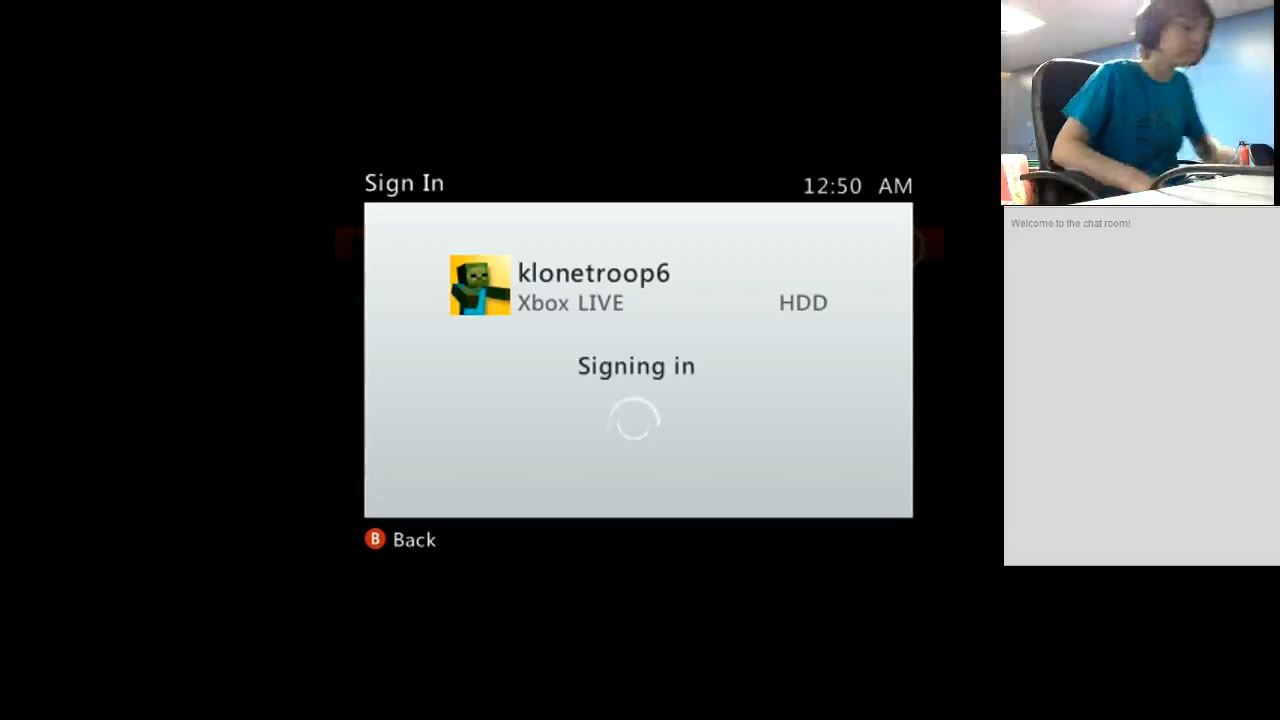 Sign In
12:50 AM
klonetroop6
Xbox LIVE
HDD
Signing in
B Back
Welcome to the chat room!